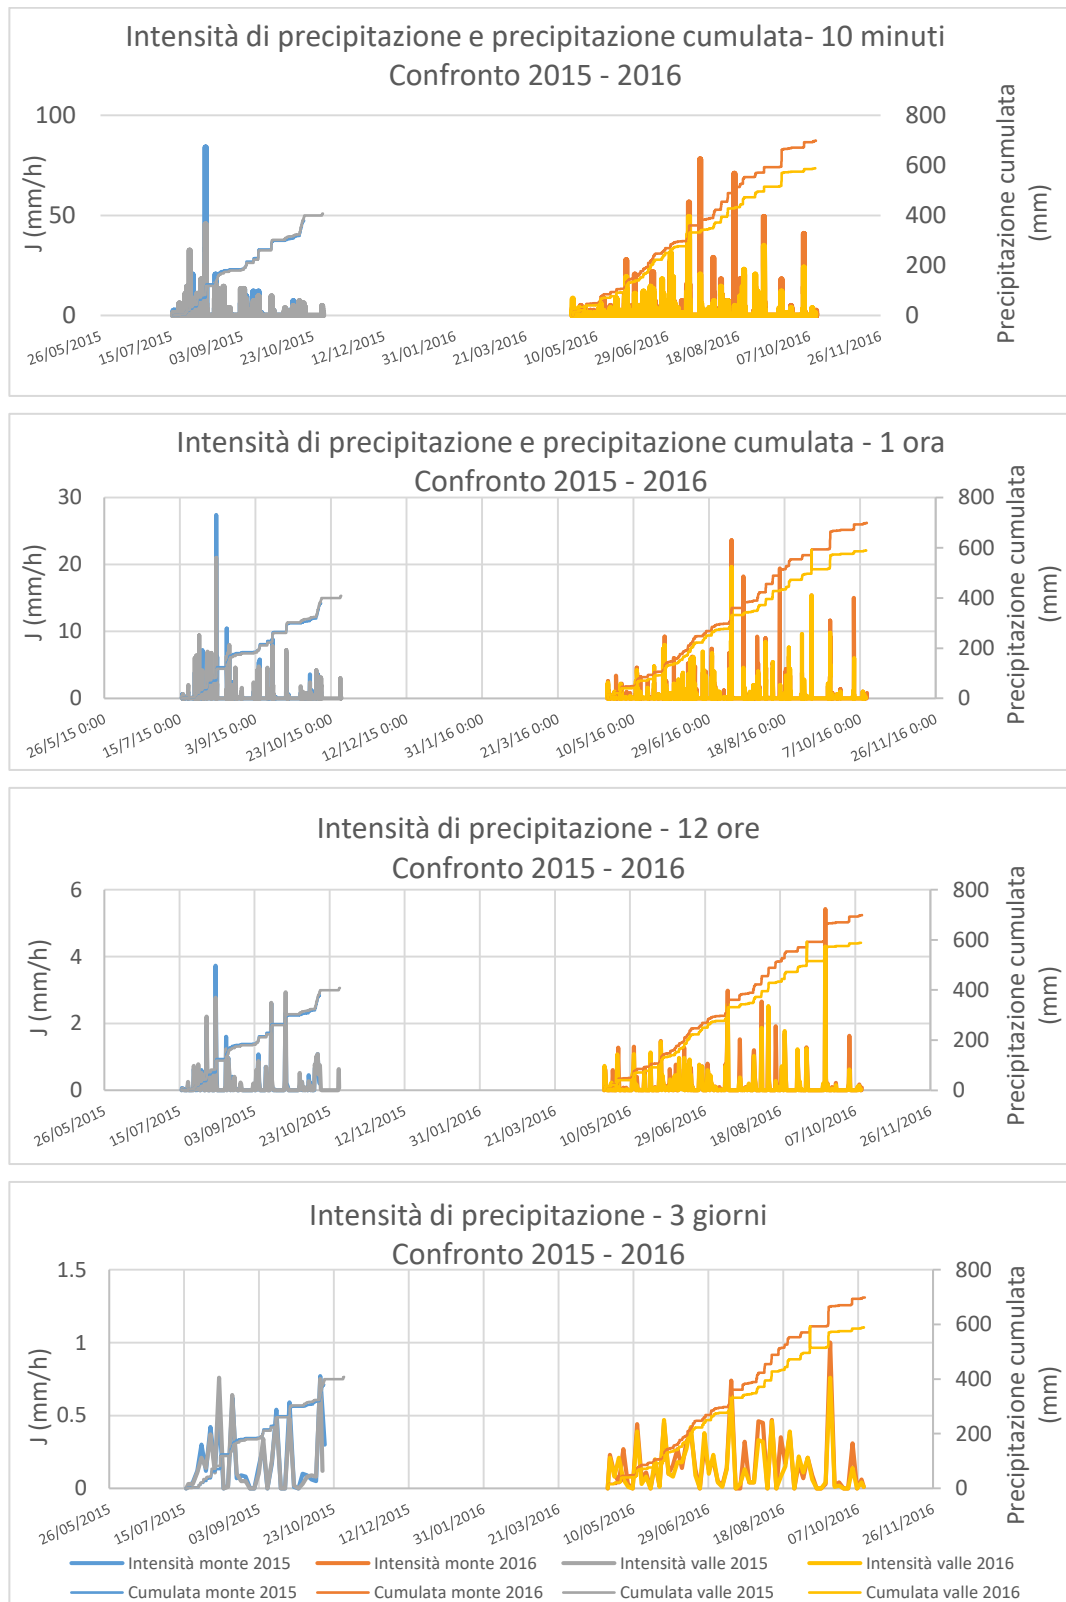 Intensità di precipitazione e precipitazione cumulata- 10 minuti
Confronto 2015 - 2016
J (mm/h)
100
50
0
800
600
400
200
0
Precipitazione cumulata
(mm)
26/05/2015
15/07/2015
03/09/2015
23/10/2015
12/12/2015
31/01/2016
21/03/2016
10/05/2016
29/06/2016
18/08/2016
07/10/2016
26/11/2016
Intensità di precipitazione e precipitazione cumulata - 1 ora
Confronto 2015 - 2016
J (mm/h)
30
20
10
0
800
600
400
200
0
Precipitazione cumulata
(mm)
26/5/15 0:00
15/7/15 0:00
3/9/15 0:00
23/10/15 0:00
12/12/15 0:00
31/1/16 0:00
21/3/16 0:00
10/5/16 0:00
29/6/16 0:00
18/8/16 0:00
7/10/16 0:00
26/11/16 0:00
Intensità di precipitazione - 12 ore
Confronto 2015 - 2016
J (mm/h)
6
4
2
0
800
600
400
200
0
Precipitazione cumulata
(mm)
26/05/2015
15/07/2015
03/09/2015
23/10/2015
12/12/2015
31/01/2016
21/03/2016
10/05/2016
29/06/2016
18/08/2016
07/10/2016
26/11/2016
Intensità di precipitazione - 3 giorni
Confronto 2015 - 2016
J (mm/h)
1.5
1
0.5
0
800
600
400
200
0
Precipitazione cumulata
(mm)
26/05/2015
15/07/2015
03/09/2015
23/10/2015
12/12/2015
31/01/2016
21/03/2016
10/05/2016
29/06/2016
18/08/2016
07/10/2016
26/11/2016
Intensità monte 2015
Intensità monte 2016
Intensità valle 2015
Intensità valle 2016
Cumulata monte 2015
Cumulata monte 2016
Cumulata valle 2015
Cumulata valle 2016